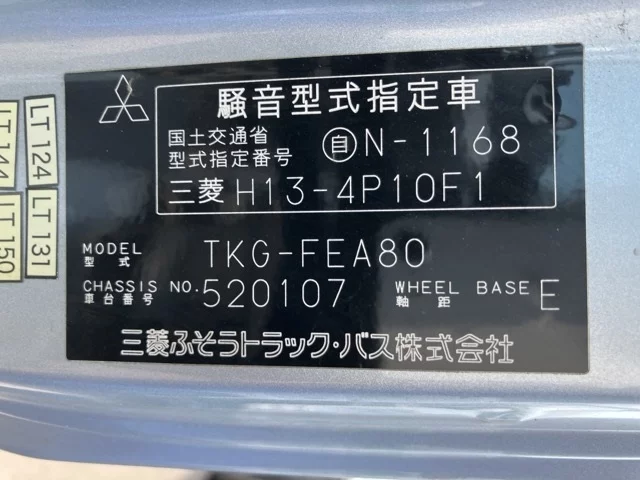 騒音型式指定車
国土交通省
型式指定番号
自N-1168
三菱 H13-4P10F1
MODEL
型式
TKG-FEA80
CHASSIS NO.
車台番号
520107
WHEEL BASE
軸距
E
三菱ふそうトラック・バス株式会社
LT 124
LT 131
LT 150